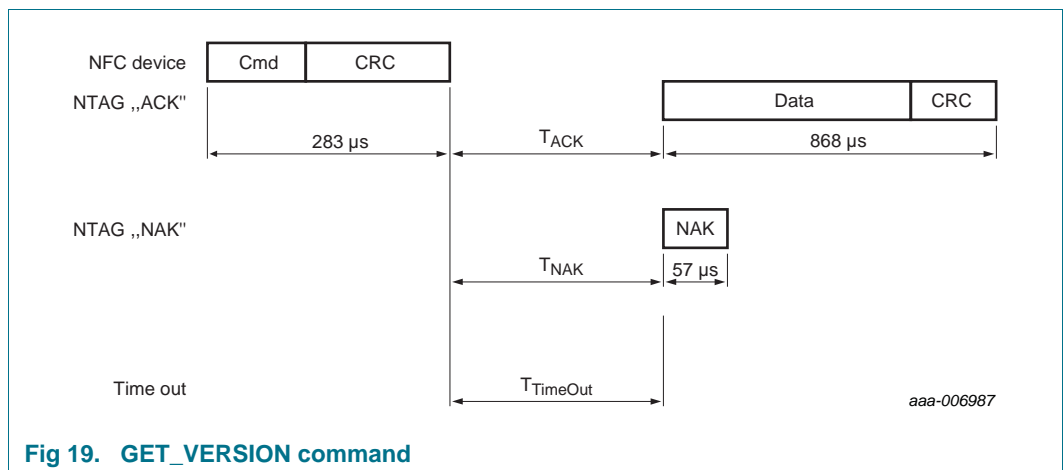 NFC device Cmd CRC
NTAG ,,ACK" Data CRC
283 µs TACK 868 µs
NTAG ,,NAK" NAK
TNAK 57 µs
Time out TTimeOut aaa-006987
Fig 19. GET_VERSION command